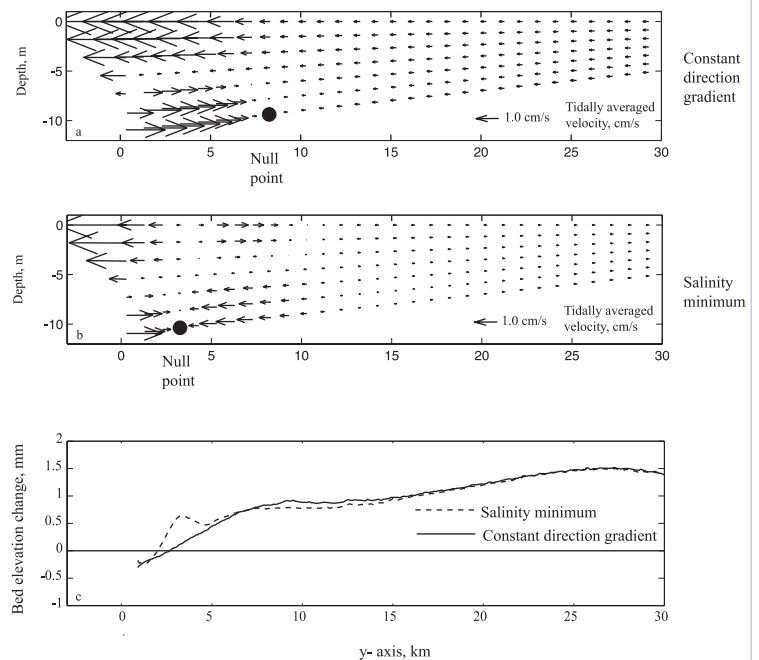 0
-5
-10
Depth, m
a
Tidally averaged
1.0 cm/s
velocity, cm/s
0
5
10
15
20
25
30
Null
point
Constant
direction
gradient
0
-5
-10
Depth, m
b
Tidally averaged
1.0 cm/s
velocity, cm/s
0
5
10
15
20
25
30
Null
point
Salinity
minimum
2
1.5
1
0.5
0
-0.5
-1
Bed elevation change, mm
c
Salinity minimum
Constant direction gradient
0
5
10
15
20
25
30
y- axis, km